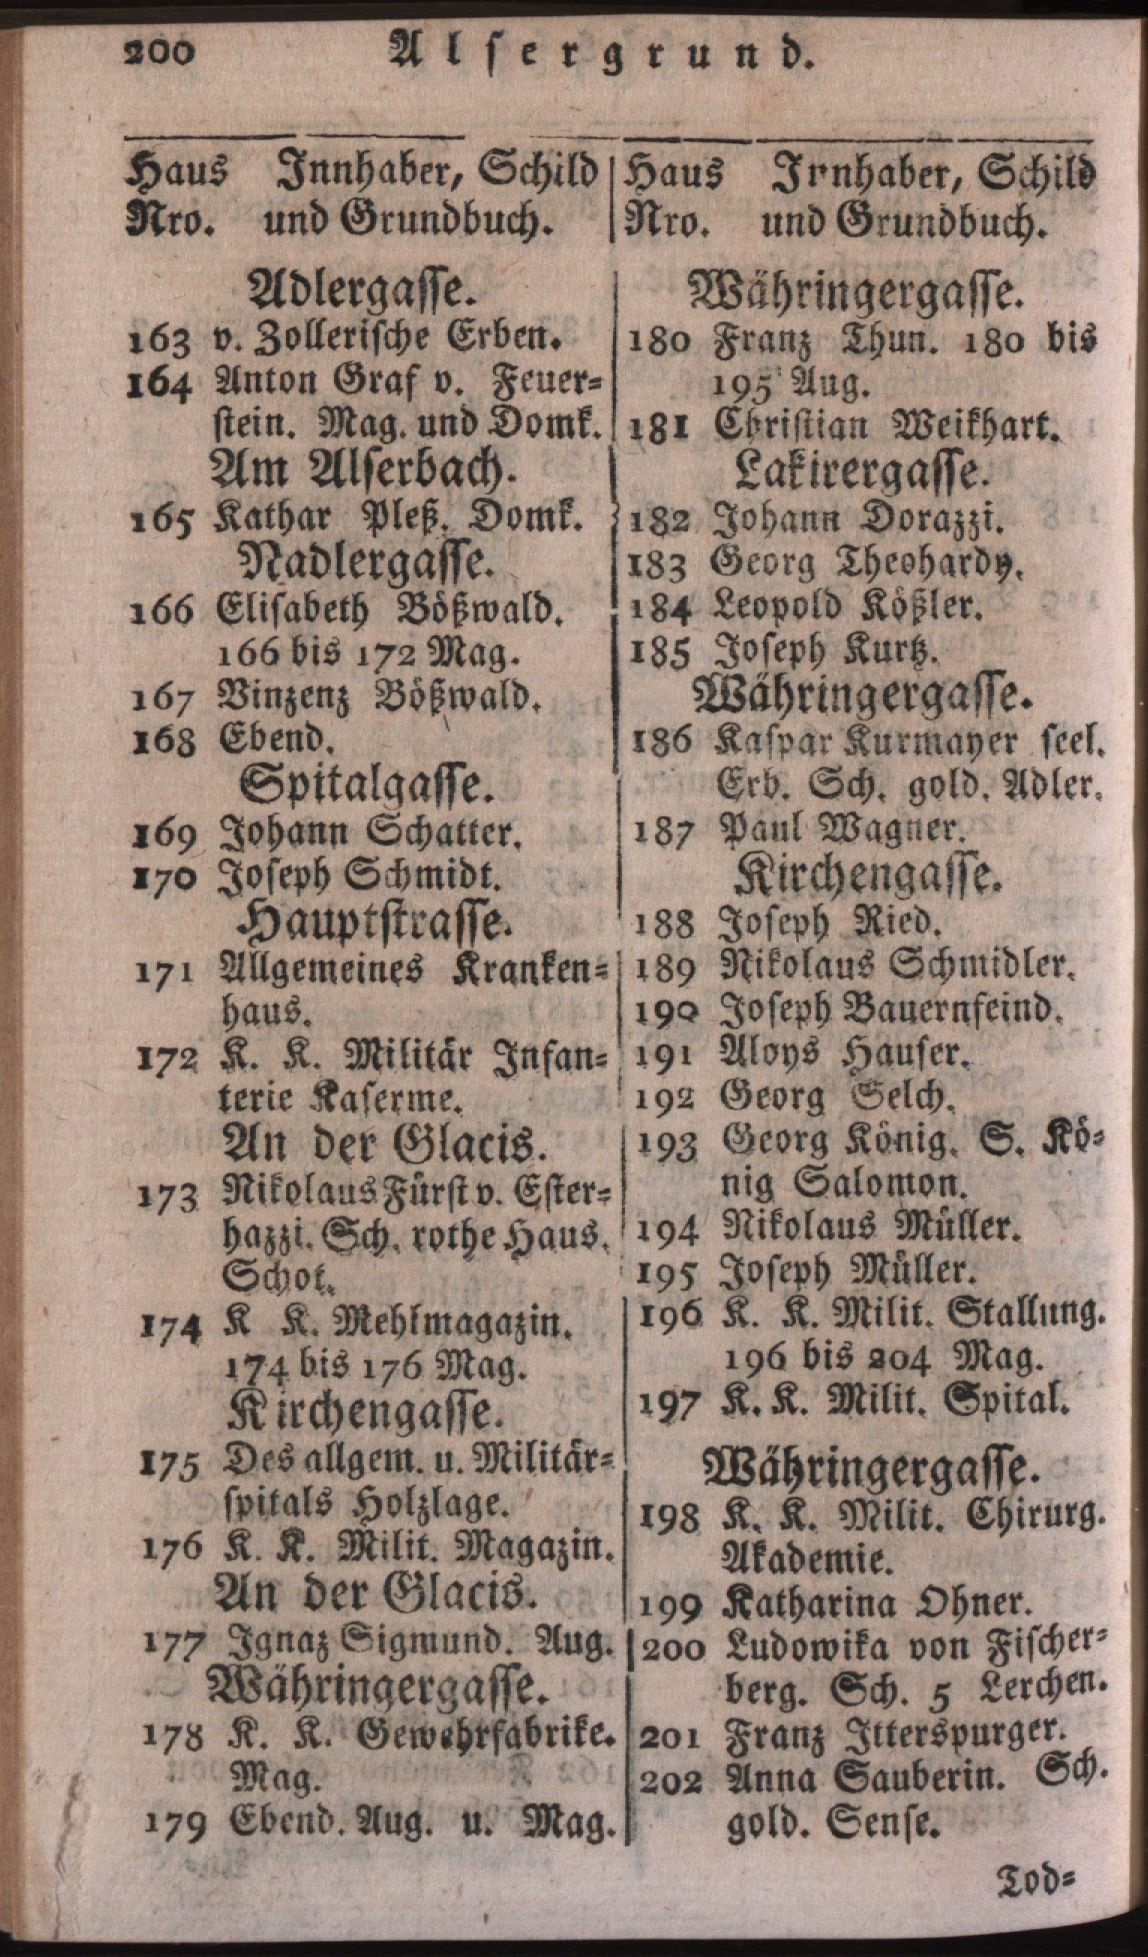 200 Alsergrund.
Haus Innhaber, Schild
Nro. und Grundbuch.
Adlergasse.
163 v. Zollerische Erben.
164 Anton Graf v. Feuer=
stein. Mag. und Domk.
Am Alserbach.
165 Kathar Pleß. Domk.
Nadlergasse.
166 Elisabeth Bößwald.
166 bis 172 Mag.
167 Vinzenz Bößwald.
168 Ebend.
Spitalgasse.
169 Johann Schatter.
170 Joseph Schmidt.
Hauptstrasse.
171 Allgemeines Kranken=
haus.
172 K. K. Militär Infan=
terie Kaserme.
An der Glacis.
173 Nikolaus Fürst v. Ester=
hazzi. Sch. rothe Haus.
Schot.
174 K K. Mehlmagazin.
174 bis 176 Mag.
Kirchengasse.
175 Des allgem. u. Militär=
spitals Holzlage.
176 K. K. Milit. Magazin.
An der Glacis.
177 Ignaz Sigmund. Aug.
Währingergasse.
178 K. K. Gewehrfabrike.
Mag.
179 Ebend. Aug. u. Mag.
Haus Innhaber, Schild
Nro. und Grundbuch.
Währingergasse.
180 Franz Thun. 180 bis
195 Aug.
181 Christian Weikhart.
Lakirergasse.
182 Johann Dorazzi.
183 Georg Theohardy.
184 Leopold Kößler.
185 Joseph Kurtz.
Währingergasse.
186 Kaspar Kurmayer seel.
Erb. Sch. gold. Adler.
187 Paul Wagner.
Kirchengasse.
188 Joseph Ried.
189 Nikolaus Schmidler.
190 Joseph Bauernfeind.
191 Aloys Hauser.
192 Georg Selch.
193 Georg König. S. Kö=
nig Salomon.
194 Nikolaus Müller.
195 Joseph Müller.
196 K. K. Milit. Stallung.
196 bis 204 Mag.
197 K. K. Milit. Spital.
Währingergasse.
198 K. K. Milit. Chirurg.
Akademie.
199 Katharina Ohner.
200 Ludowika von Fischer=
berg. Sch. 5 Lerchen.
201 Franz Itterspurger.
202 Anna Sauberin. Sch.
gold. Sense.
Tod=